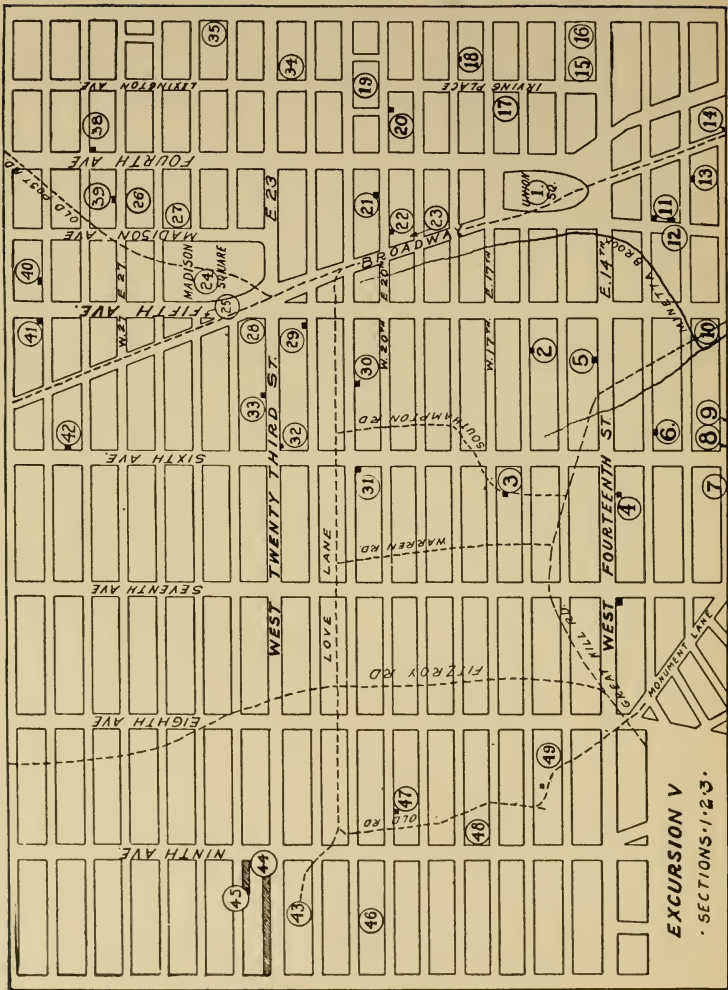 35
34
19
18
16
15
LEXINGTON AVE.
IRVING PLACE
38
20
17
14
FOURTH AVE
OLD POST RD
39
26
27
E. 23
21
22
23
UNION SQ.
1.
11
12
13
MADISON AVE
40
E. 27
MADISON SQUARE
24
25
BROADWAY
E. 20TH
E. 17TH
E. 14TH
MINETTA BROOK
FIFTH AVE.
41
W. 27
28
29
30
W. 20TH
W. 17TH
2
5
10
42
33
32
SOUTHAMPTON RD
6.
8
9
SIXTH AVE.
31
3
4
7
WEST TWENTY THIRD ST.
LOVE LANE
WARREN RD.
WEST FOURTEENTH ST.
SEVENTH AVE
FITZROY RD
GREAT KILL RD.
MONUMENT LANE
EIGHTH AVE
49
47
OLD RD
48
NINTH AVE
45
44
43
46
EXCURSION V
· SECTIONS · 1 · 2 · 3 ·